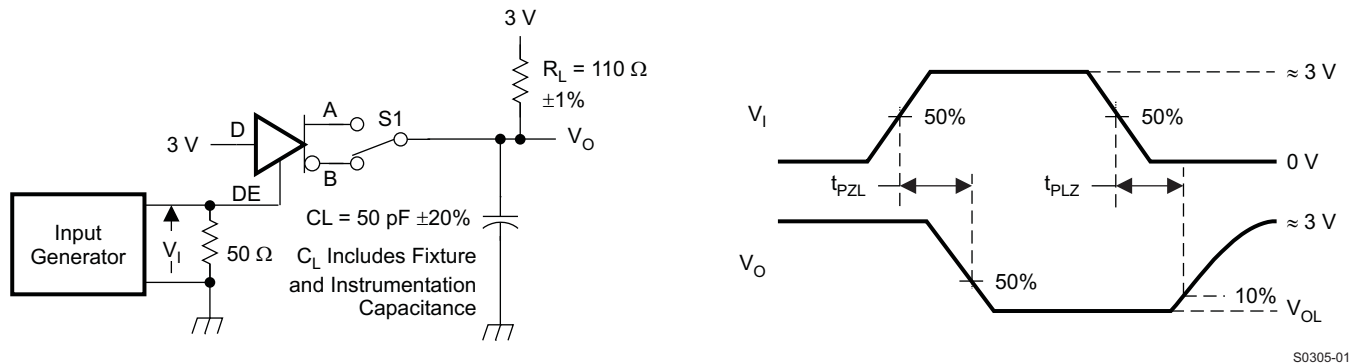 3 V
R_L = 110 Ω
±1%
A
S1
D
3 V
V_O
B
DE
CL = 50 pF ±20%
Input
Generator
V_I
50 Ω
C_L Includes Fixture
and Instrumentation
Capacitance
≈ 3 V
V_I
50%
50%
0 V
t_PZL
t_PLZ
≈ 3 V
V_O
50%
10%
V_OL
S0305-01